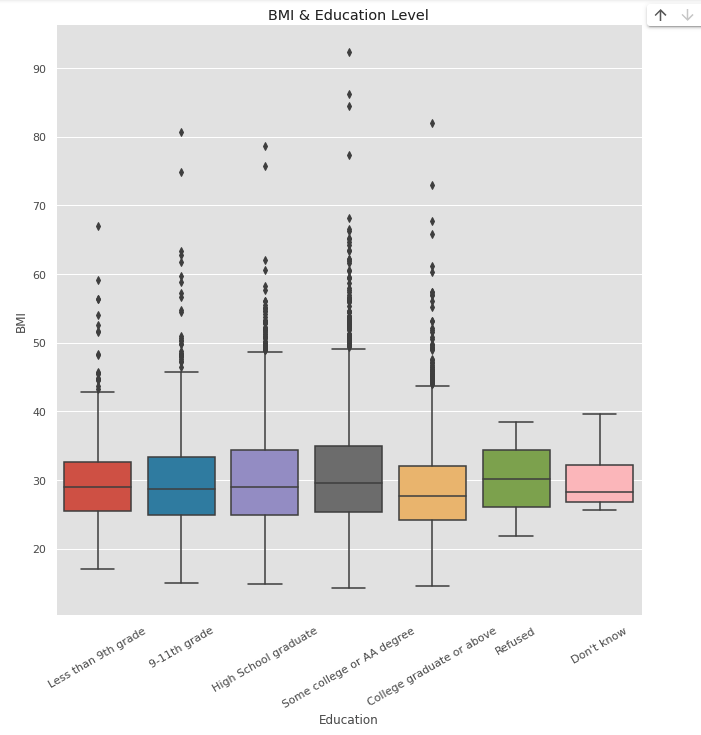 BMI & Education Level
90
80
70
60
50
40
30
20
BMI
Less than 9th grade
9-11th grade
High School graduate
Some college or AA degree
College graduate or above
Refused
Don't know
Education